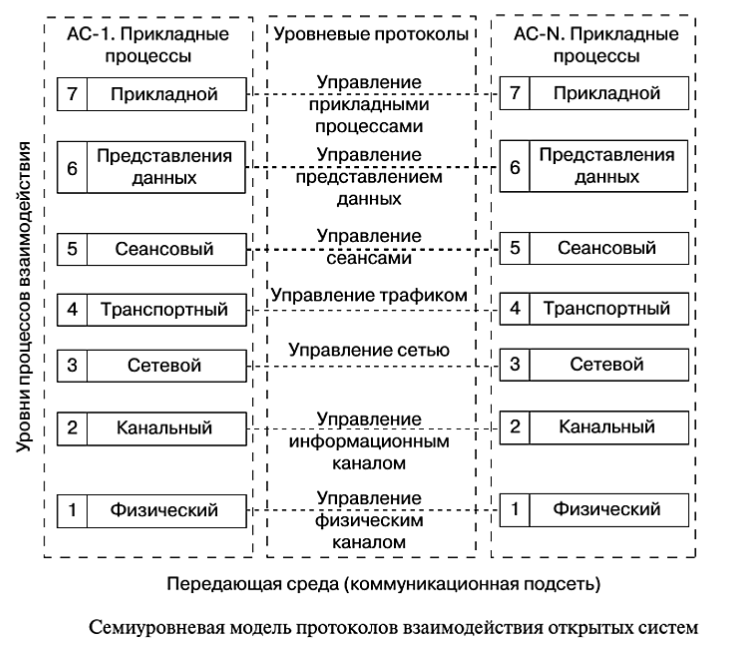 АС-1. Прикладные
процессы
Уровневые протоколы
АС-N. Прикладные
процессы
Уровни процессов взаимодействия
7 Прикладной
Управление
прикладными
процессами
7 Прикладной
6 Представления
данных
Управление
представлением
данных
6 Представления
данных
5 Сеансовый
Управление
сеансами
5 Сеансовый
4 Транспортный
Управление трафиком
4 Транспортный
3 Сетевой
Управление сетью
3 Сетевой
2 Канальный
Управление
информационным
каналом
2 Канальный
1 Физический
Управление
физическим
каналом
1 Физический
Передающая среда (коммуникационная подсеть)
Семиуровневая модель протоколов взаимодействия открытых систем